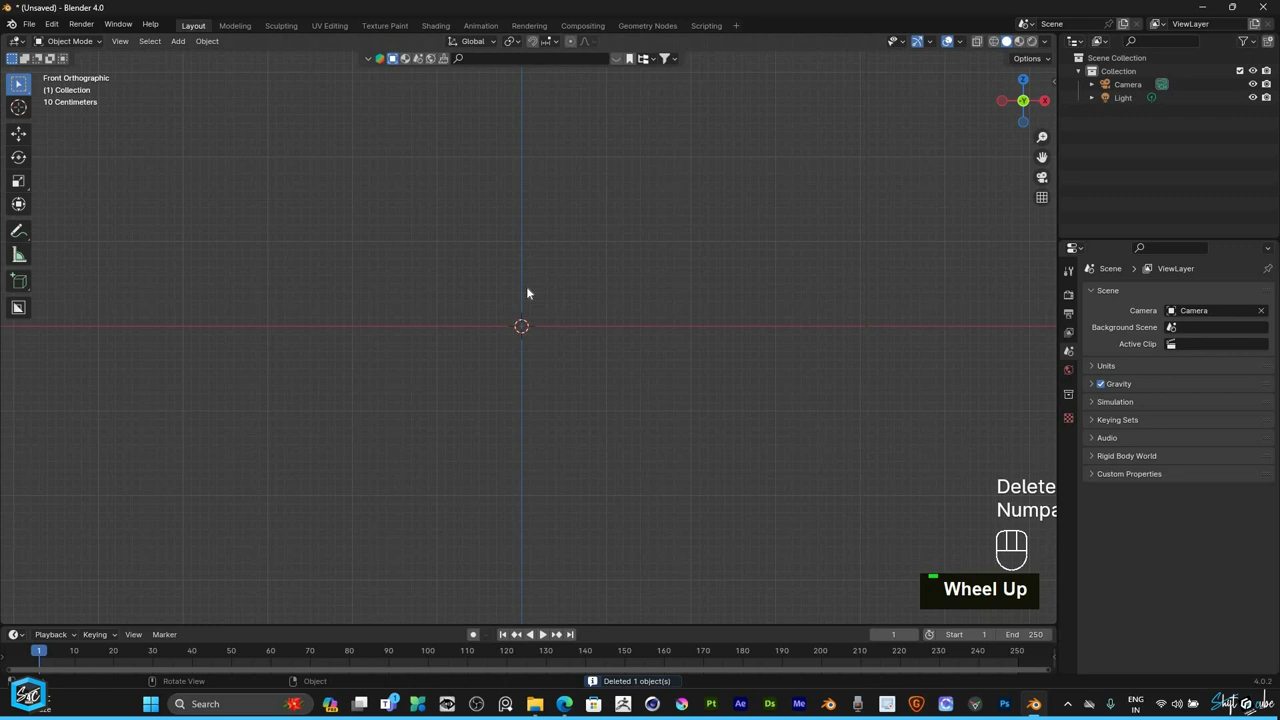 * (Unsaved) - Blender 4.0
File Edit Render Window Help Layout Modeling Sculpting UV Editing Texture Paint Shading Animation Rendering Compositing Geometry Nodes Scripting + Scene ViewLayer
Object Mode View Select Add Object Global
Options
Front Orthographic
(1) Collection
10 Centimeters
Z
-Y
X
Scene Collection
Collection
Camera
Light
Scene > ViewLayer
Scene
Camera Camera
Background Scene
Active Clip
Units
Gravity
Simulation
Keying Sets
Audio
Rigid Body World
Custom Properties
Delete
Numpa
Wheel Up
Playback Keying View Marker 1 Start 1 End 250
1 10 20 30 40 50 60 70 80 90 100 110 120 130 140 150 160 170 180 190 200 210 220 230 240 250
Rotate View Object Deleted 1 object(s) 4.0.2
Search Pt Ae Ds Me Ps ENG
IN